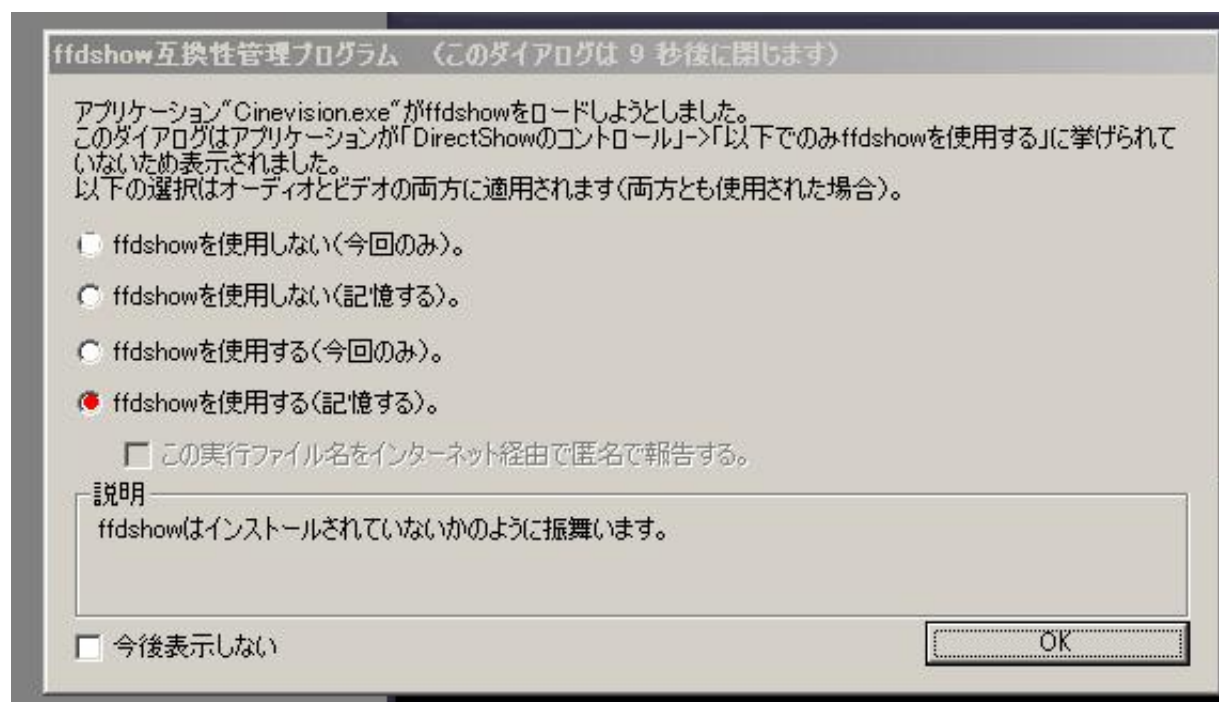 ffdshow互換性管理プログラム （このダイアログは 9 秒後に閉じます）
アプリケーション"Cinevision.exe"がffdshowをロードしようとしました。
このダイアログはアプリケーションが「DirectShowのコントロール」->「以下でのみffdshowを使用する」に挙げられて
いないため表示されました。
以下の選択はオーディオとビデオの両方に適用されます(両方とも使用された場合)。
ffdshowを使用しない(今回のみ)。
ffdshowを使用しない(記憶する)。
ffdshowを使用する(今回のみ)。
ffdshowを使用する(記憶する)。
この実行ファイル名をインターネット経由で匿名で報告する。
説明
ffdshowはインストールされていないかのように振舞います。
今後表示しない
OK